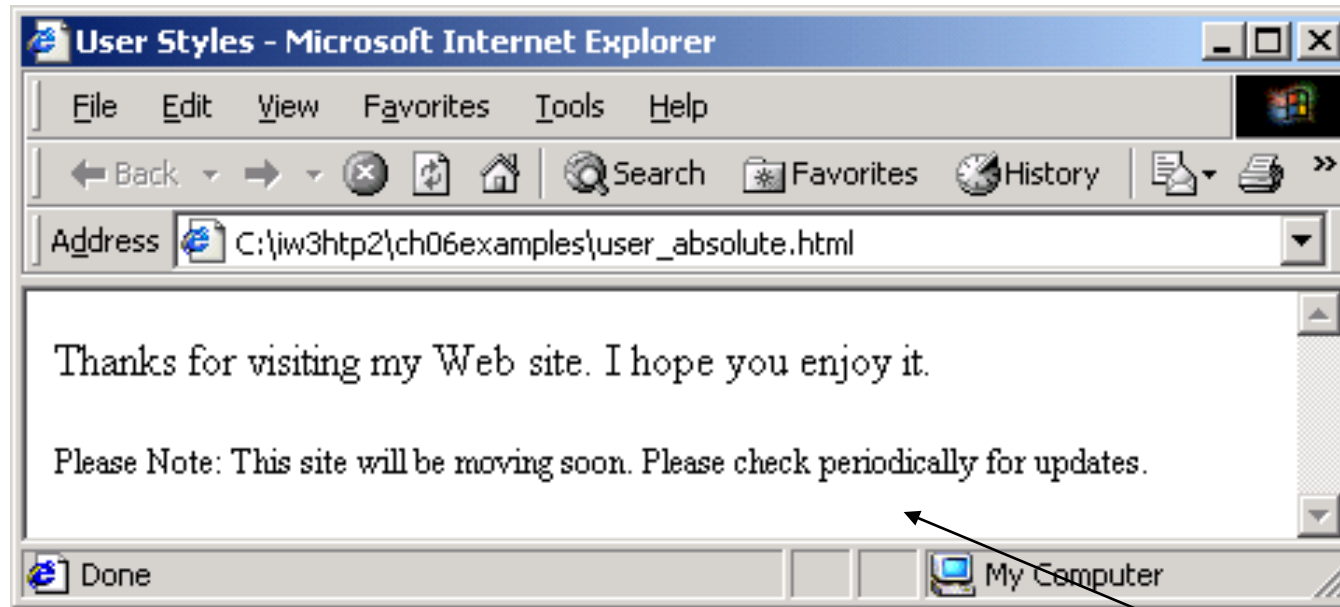 User Styles - Microsoft Internet Explorer
File Edit View Favorites Tools Help
Back Search Favorites History »
Address C:\iw3htp2\ch06examples\user_absolute.html
Thanks for visiting my Web site. I hope you enjoy it.
Please Note: This site will be moving soon. Please check periodically for updates.
Done My Computer